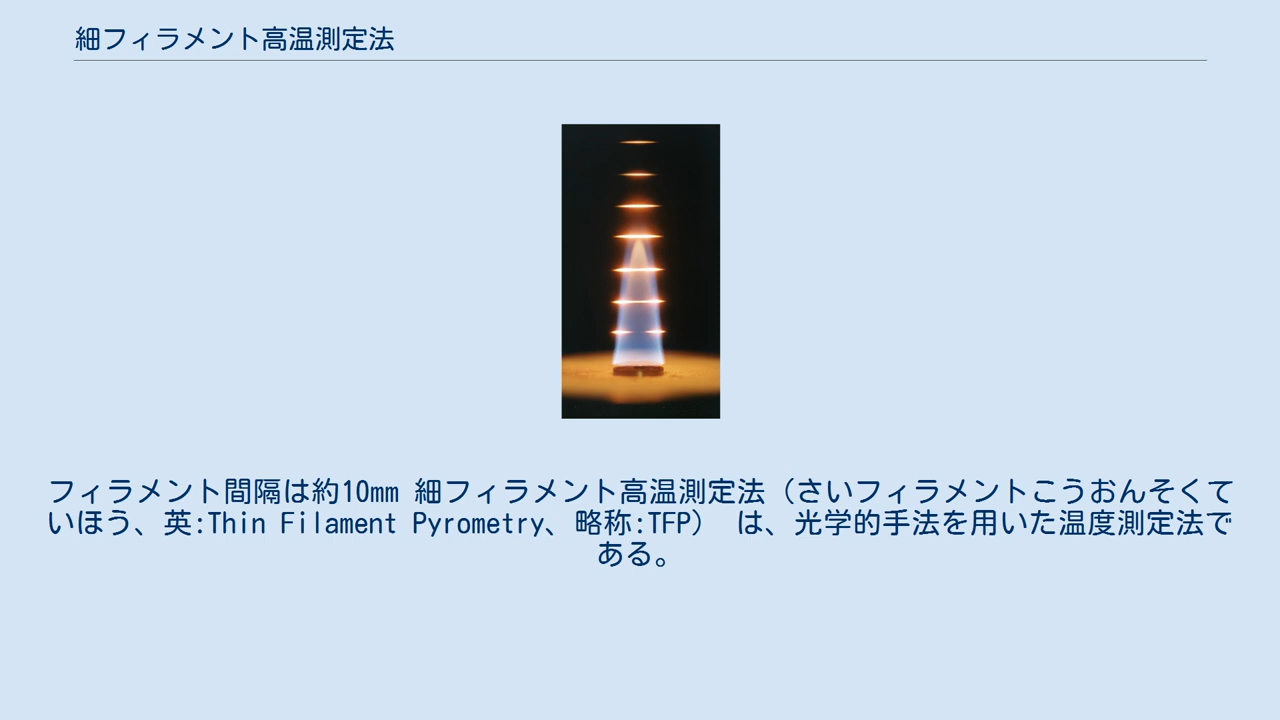 細フィラメント高温測定法
フィラメント間隔は約10mm 細フィラメント高温測定法（さいフィラメントこうおんそくて
いほう、英:Thin Filament Pyrometry、略称:TFP） は、光学的手法を用いた温度測定法で
ある。